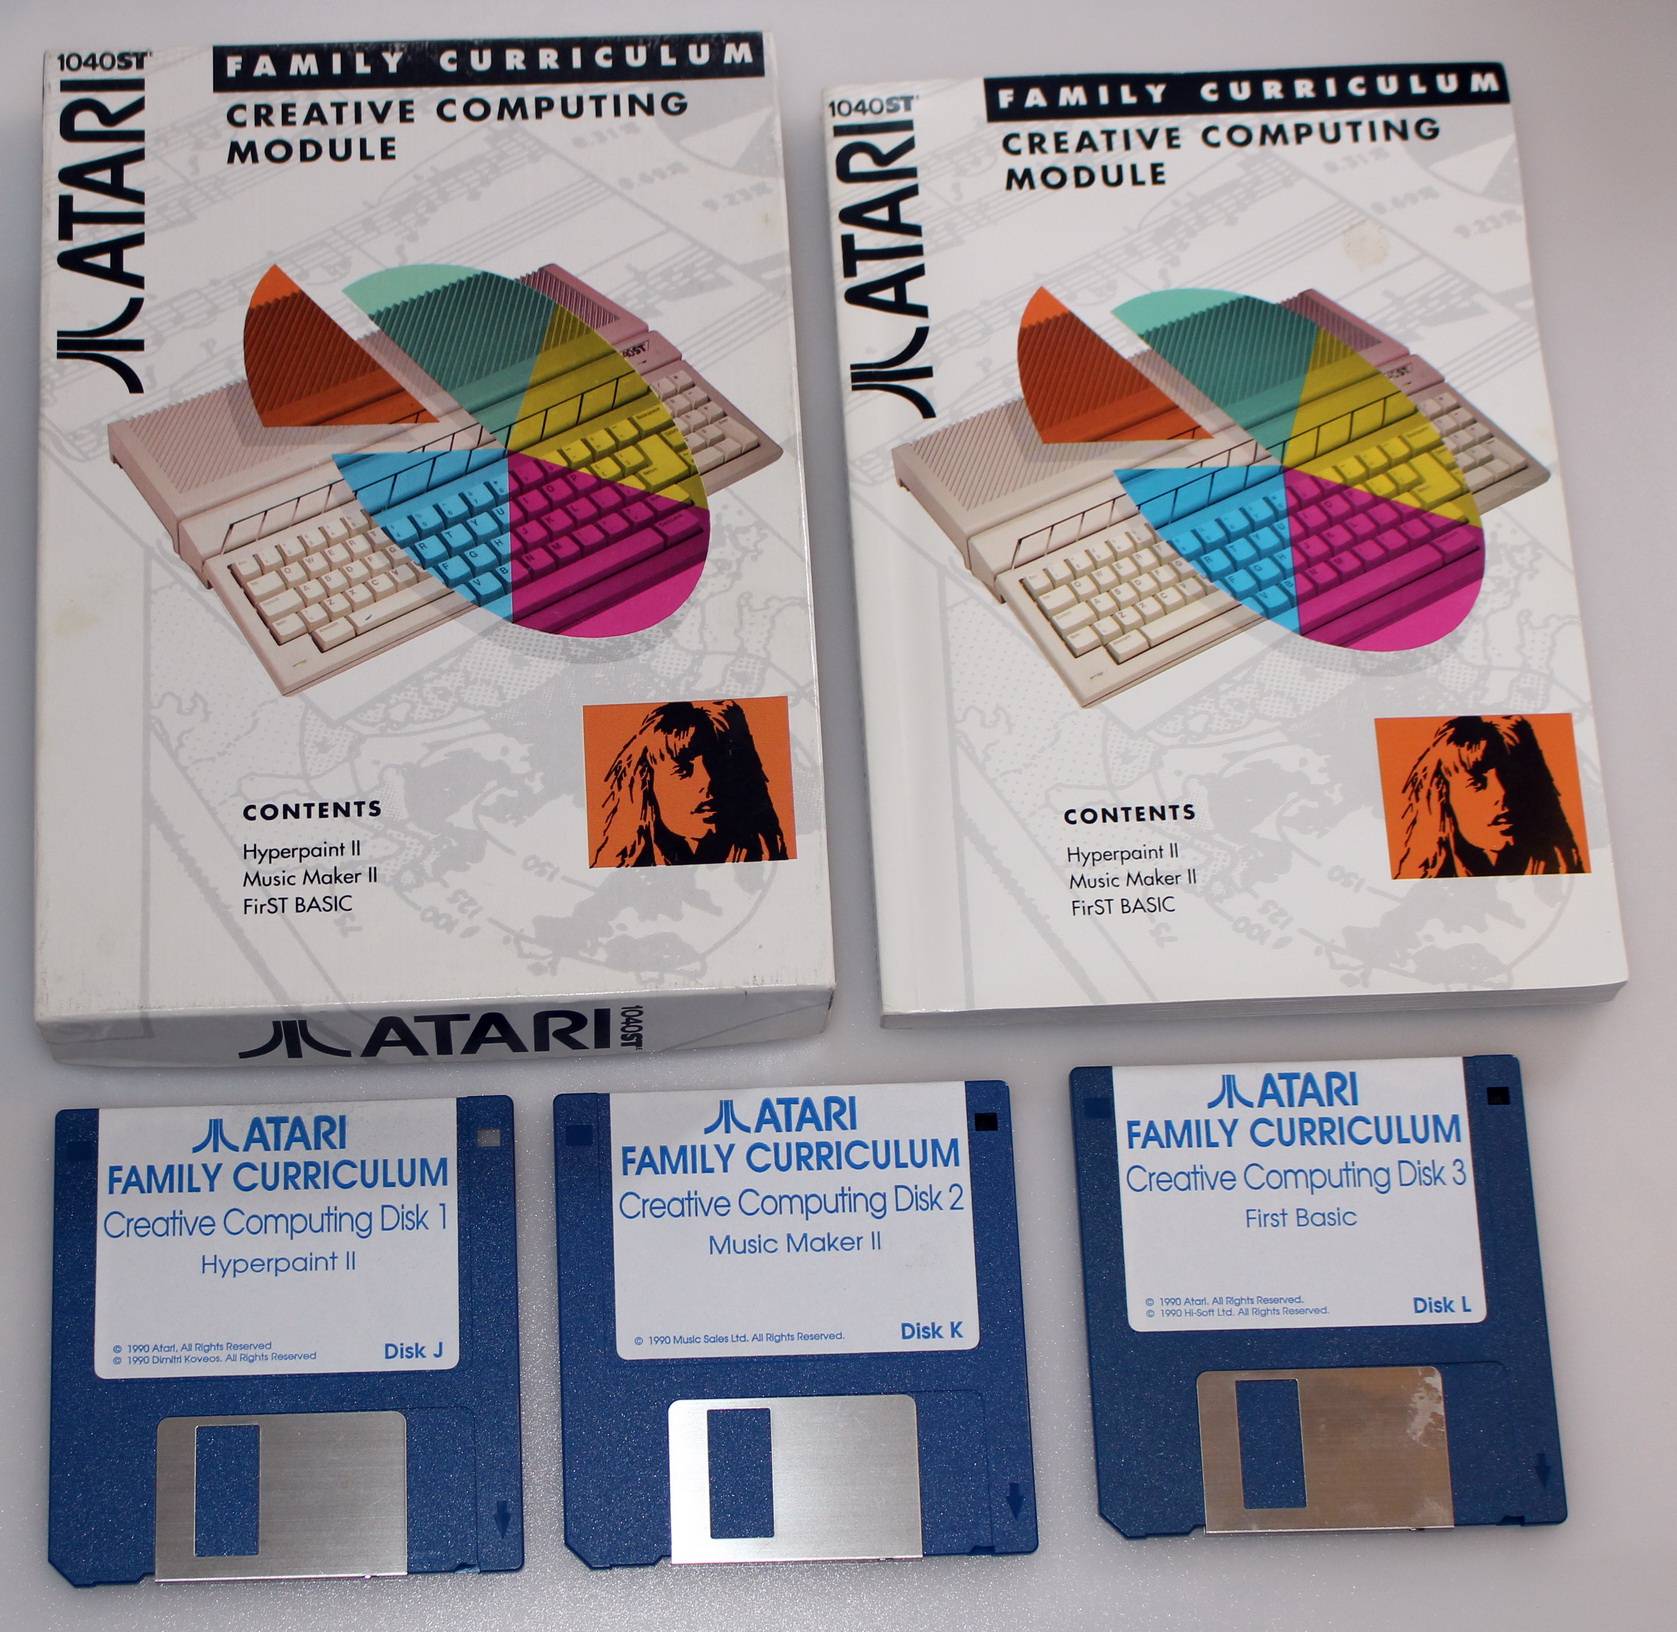 1040ST
ATARI
FAMILY CURRICULUM
CREATIVE COMPUTING
MODULE
CONTENTS
Hyperpaint II
Music Maker II
FirST BASIC
ATARI
1040ST
1040ST
ATARI
FAMILY CURRICULUM
CREATIVE COMPUTING
MODULE
9.23π
CONTENTS
Hyperpaint II
Music Maker II
FirST BASIC
ATARI
FAMILY CURRICULUM
Creative Computing Disk 1
Hyperpaint II
© 1990 Atari, All Rights Reserved
© 1990 Dimitri Koveos. All Rights Reserved
Disk J
ATARI
FAMILY CURRICULUM
Creative Computing Disk 2
Music Maker II
© 1990 Music Sales Ltd. All Rights Reserved.
Disk K
ATARI
FAMILY CURRICULUM
Creative Computing Disk 3
First Basic
© 1990 Atari. All Rights Reserved.
© 1990 Hi-Soft Ltd. All Rights Reserved.
Disk L